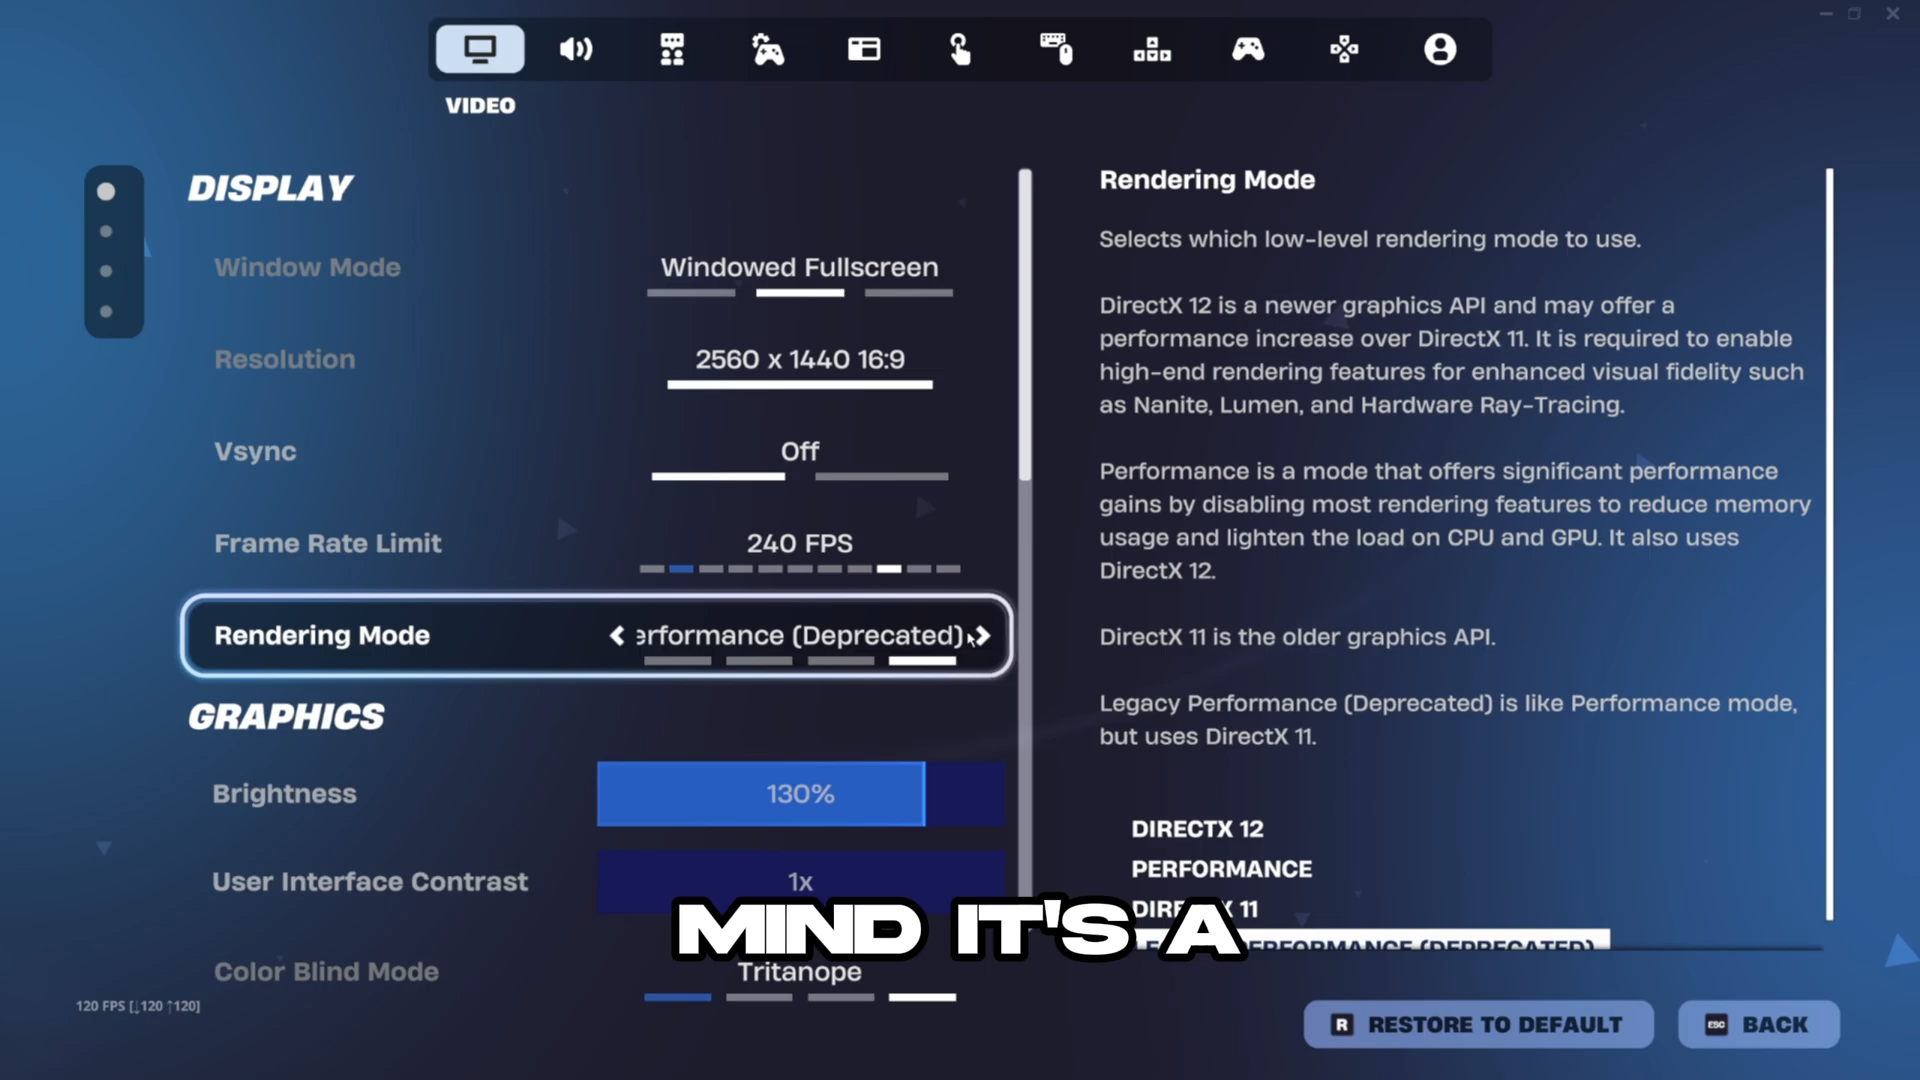 VIDEO
DISPLAY
Window Mode
Windowed Fullscreen
Resolution
2560 x 1440 16:9
Vsync
Off
Frame Rate Limit
240 FPS
Rendering Mode
erformance (Deprecated)
GRAPHICS
Brightness
130%
User Interface Contrast
1x
MIND IT'S A
Color Blind Mode
Tritanope
120 FPS [↓120 ↑120]
Rendering Mode
Selects which low-level rendering mode to use.
DirectX 12 is a newer graphics API and may offer a
performance increase over DirectX 11. It is required to enable
high-end rendering features for enhanced visual fidelity such
as Nanite, Lumen, and Hardware Ray-Tracing.
Performance is a mode that offers significant performance
gains by disabling most rendering features to reduce memory
usage and lighten the load on CPU and GPU. It also uses
DirectX 12.
DirectX 11 is the older graphics API.
Legacy Performance (Deprecated) is like Performance mode,
but uses DirectX 11.
DIRECTX 12
PERFORMANCE
11
PERFORMANCE (DEPRECATED)
R RESTORE TO DEFAULT
ESC BACK